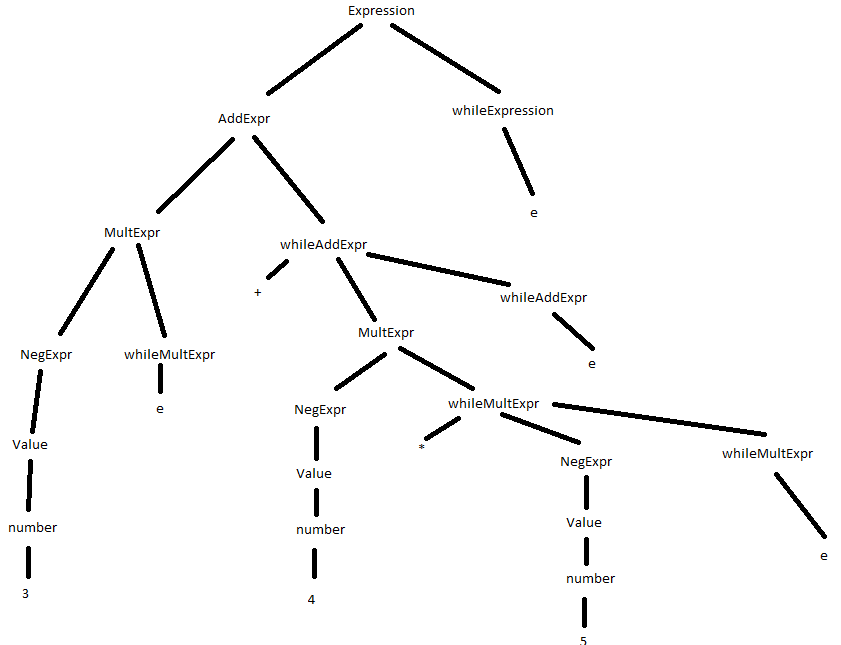 Expression
AddExpr
whileExpression
e
MultExpr
whileAddExpr
+
whileAddExpr
MultExpr
e
NegExpr
whileMultExpr
e
NegExpr
whileMultExpr
*
NegExpr
whileMultExpr
Value
Value
number
number
Value
e
number
3
4
5